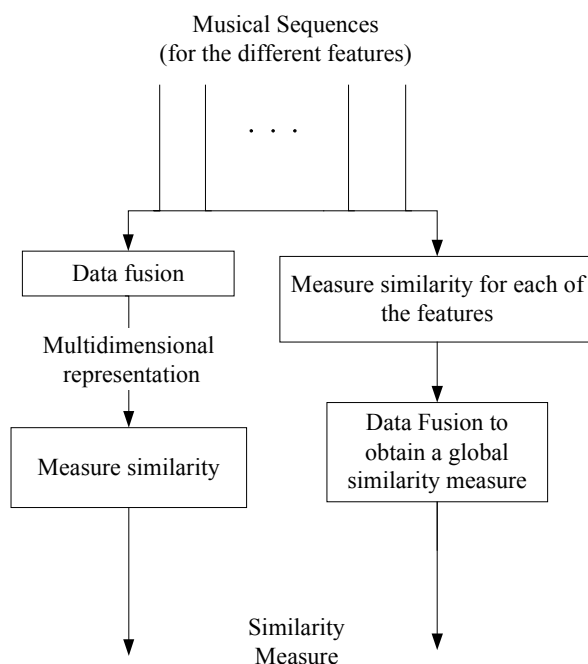 Musical Sequences
(for the different features)
. . .
Data fusion
Multidimensional
representation
Measure similarity
Measure similarity for each of
the features
Data Fusion to
obtain a global
similarity measure
Similarity
Measure